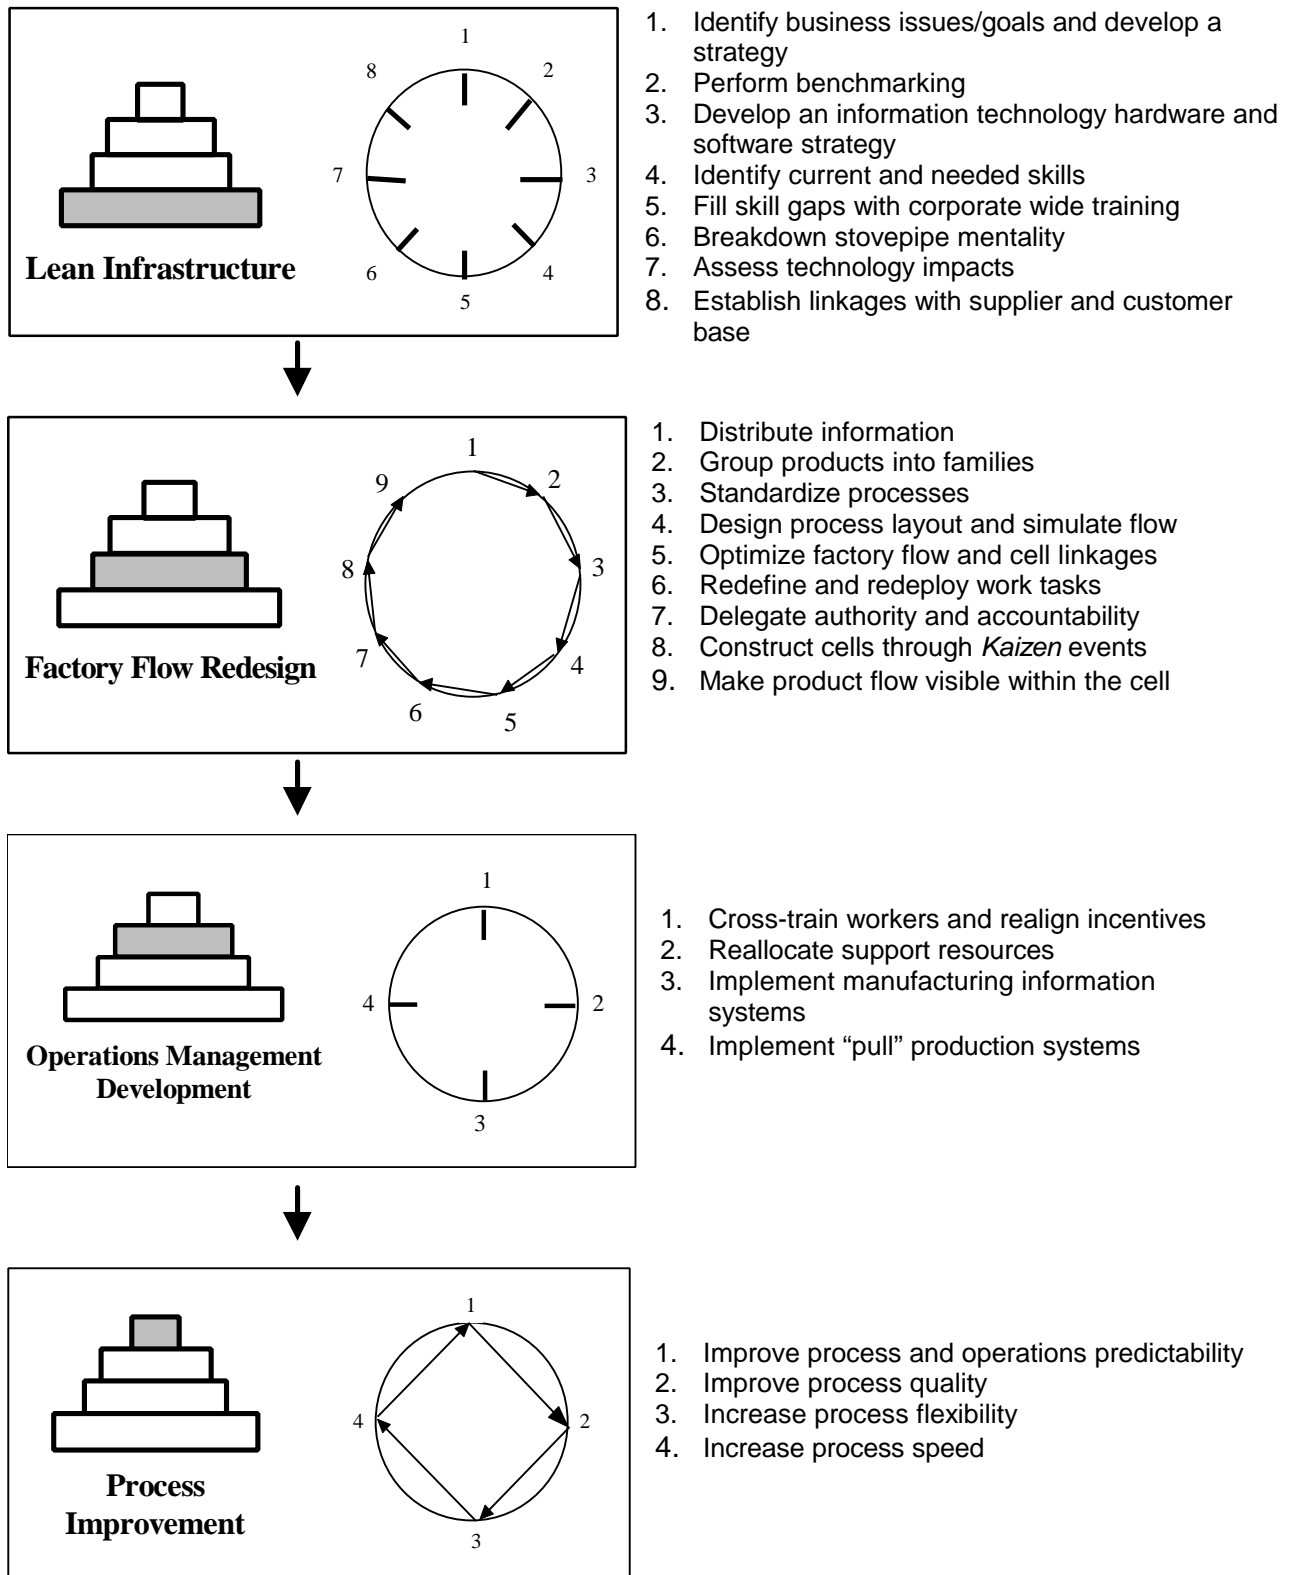 1
2
3
4
5
6
7
8
Lean Infrastructure
1. Identify business issues/goals and develop a
strategy
2. Perform benchmarking
3. Develop an information technology hardware and
software strategy
4. Identify current and needed skills
5. Fill skill gaps with corporate wide training
6. Breakdown stovepipe mentality
7. Assess technology impacts
8. Establish linkages with supplier and customer
base
1
2
3
4
5
6
7
8
9
Factory Flow Redesign
1. Distribute information
2. Group products into families
3. Standardize processes
4. Design process layout and simulate flow
5. Optimize factory flow and cell linkages
6. Redefine and redeploy work tasks
7. Delegate authority and accountability
8. Construct cells through Kaizen events
9. Make product flow visible within the cell
1
2
3
4
Operations Management
Development
1. Cross-train workers and realign incentives
2. Reallocate support resources
3. Implement manufacturing information
systems
4. Implement “pull” production systems
1
2
3
4
Process
Improvement
1. Improve process and operations predictability
2. Improve process quality
3. Increase process flexibility
4. Increase process speed